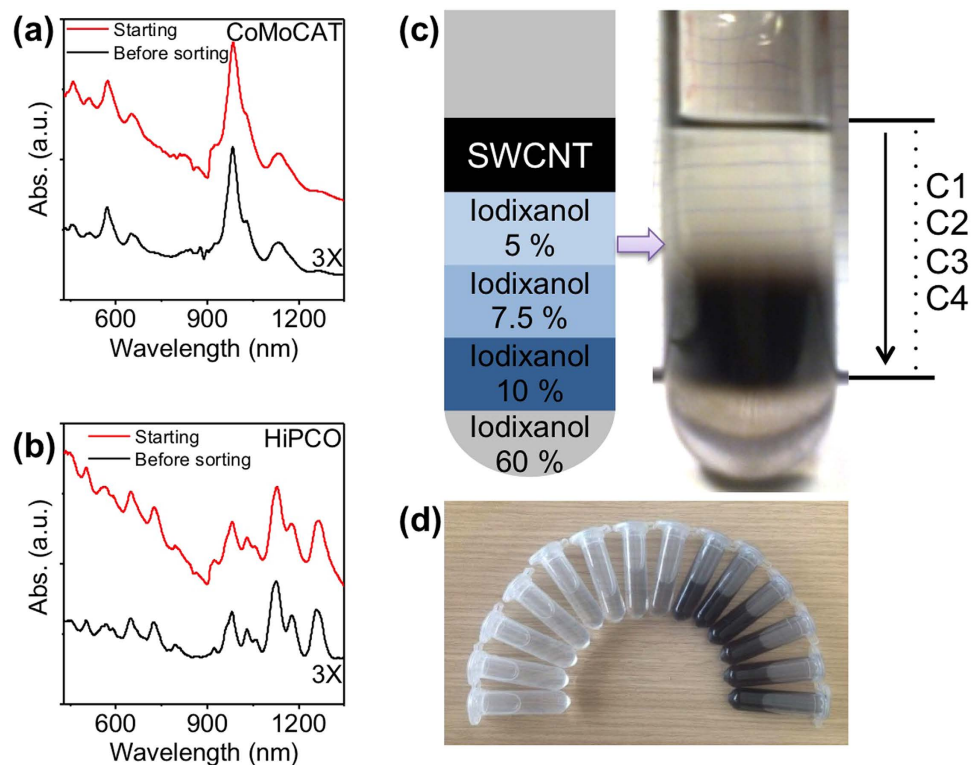 (a)
Starting
CoMoCAT
Before sorting
Abs. (a.u.)
3X
600
900
1200
Wavelength (nm)
(b)
Starting
HiPCO
Before sorting
Abs. (a.u.)
3X
600
900
1200
Wavelength (nm)
(c)
SWCNT
Iodixanol
5 %
Iodixanol
7.5 %
Iodixanol
10 %
Iodixanol
60 %
C1
C2
C3
C4
(d)